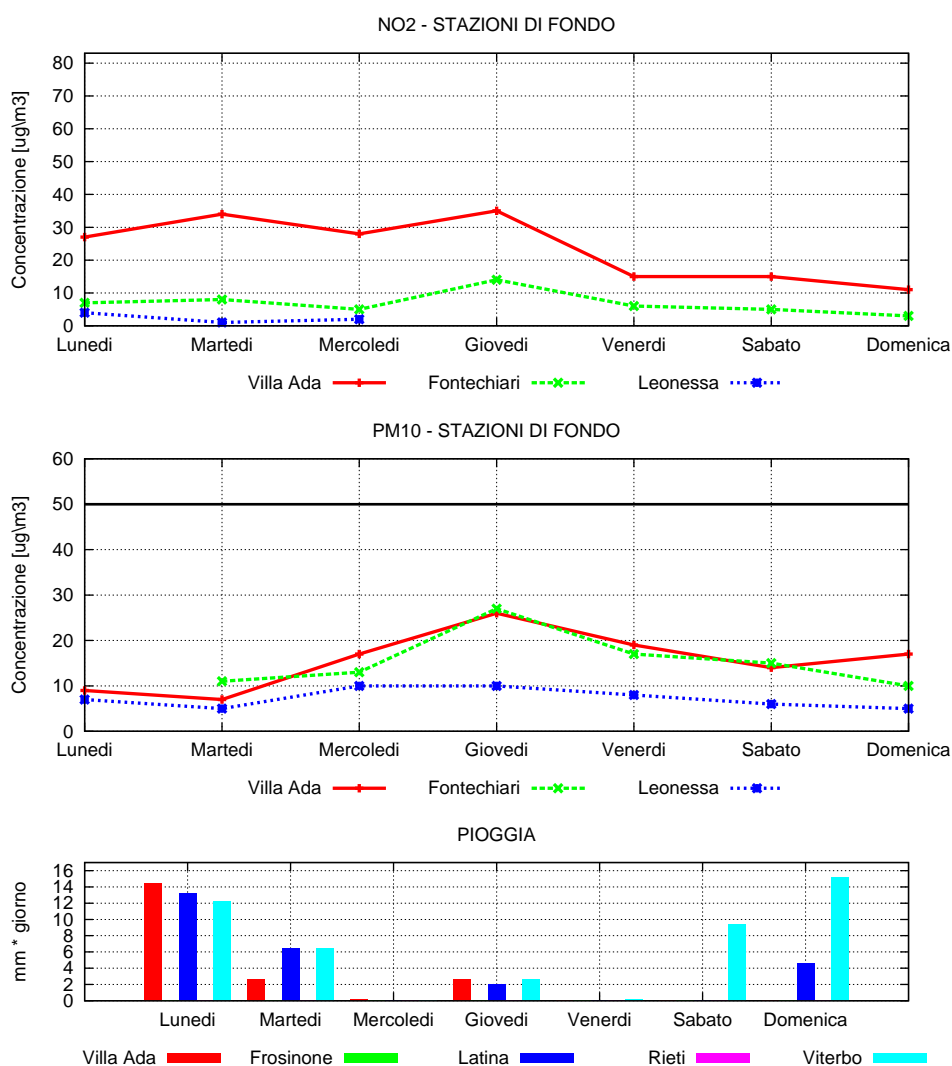 NO2 - STAZIONI DI FONDO
Concentrazione [ug\m3]
80
70
60
50
40
30
20
10
0
Lunedi Martedi Mercoledi Giovedi Venerdi Sabato Domenica
Villa Ada Fontechiari Leonessa
PM10 - STAZIONI DI FONDO
Concentrazione [ug\m3]
60
50
40
30
20
10
0
Lunedi Martedi Mercoledi Giovedi Venerdi Sabato Domenica
Villa Ada Fontechiari Leonessa
PIOGGIA
mm * giorno
16
14
12
10
8
6
4
2
0
Lunedi Martedi Mercoledi Giovedi Venerdi Sabato Domenica
Villa Ada Frosinone Latina Rieti Viterbo